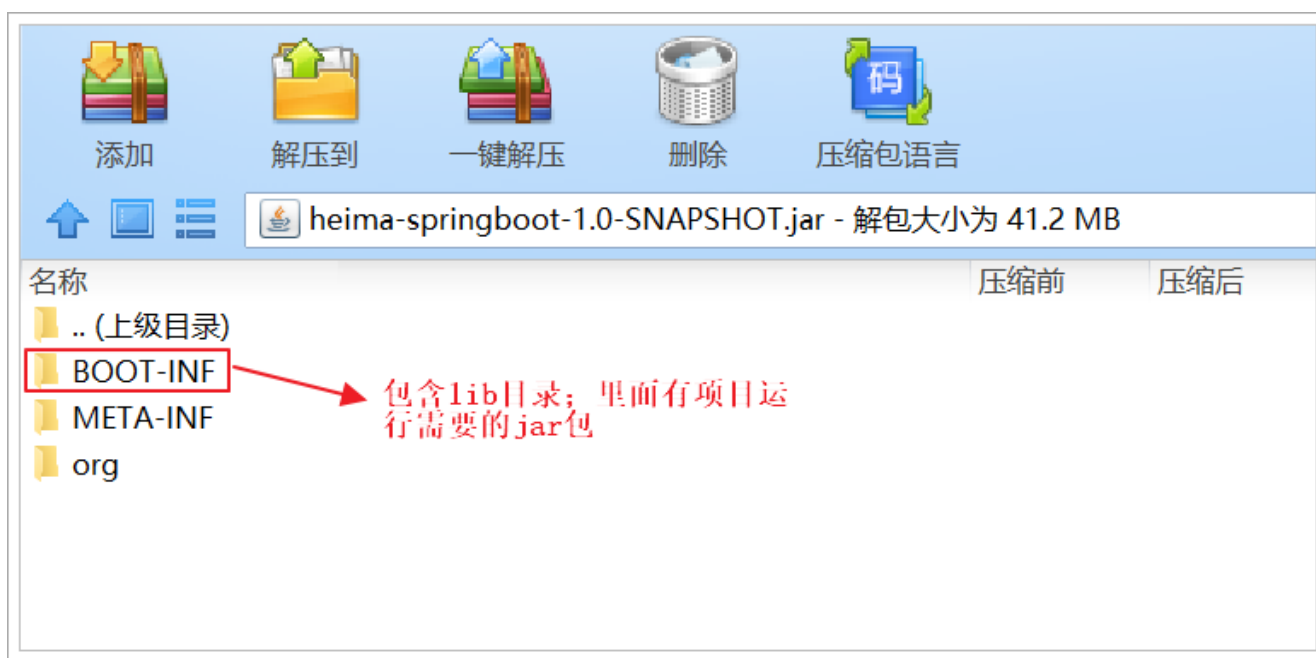 码
添加 解压到 一键解压 删除 压缩包语言
heima-springboot-1.0-SNAPSHOT.jar - 解包大小为 41.2 MB
名称 压缩前 压缩后
.. (上级目录)
BOOT-INF
包含lib目录；里面有项目运
行需要的jar包
META-INF
org